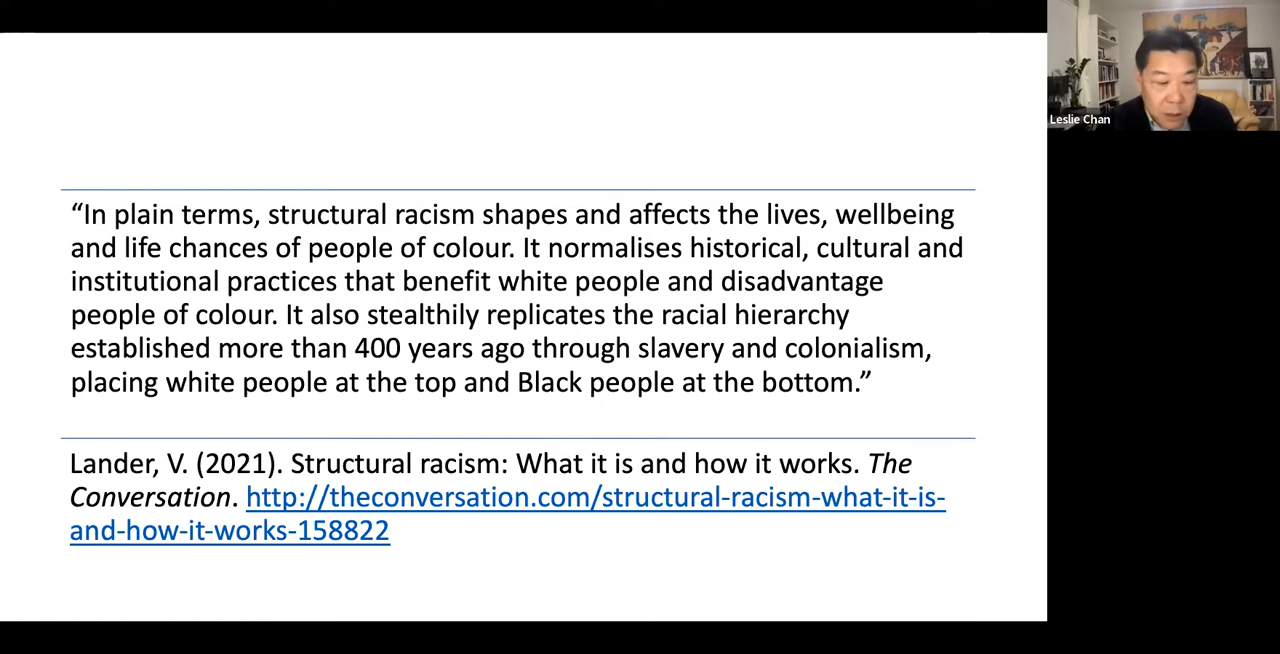 “In plain terms, structural racism shapes and affects the lives, wellbeing
and life chances of people of colour. It normalises historical, cultural and
institutional practices that benefit white people and disadvantage
people of colour. It also stealthily replicates the racial hierarchy
established more than 400 years ago through slavery and colonialism,
placing white people at the top and Black people at the bottom.”
Lander, V. (2021). Structural racism: What it is and how it works. The
Conversation. http://theconversation.com/structural-racism-what-it-is-
and-how-it-works-158822
Leslie Chan